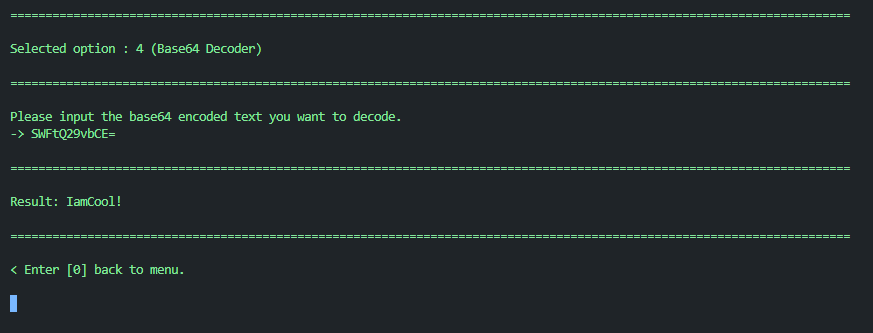 ========================================================================================================================
Selected option : 4 (Base64 Decoder)
========================================================================================================================
Please input the base64 encoded text you want to decode.
-> SWFtQ29vbCE=
========================================================================================================================
Result: IamCool!
========================================================================================================================
< Enter [0] back to menu.